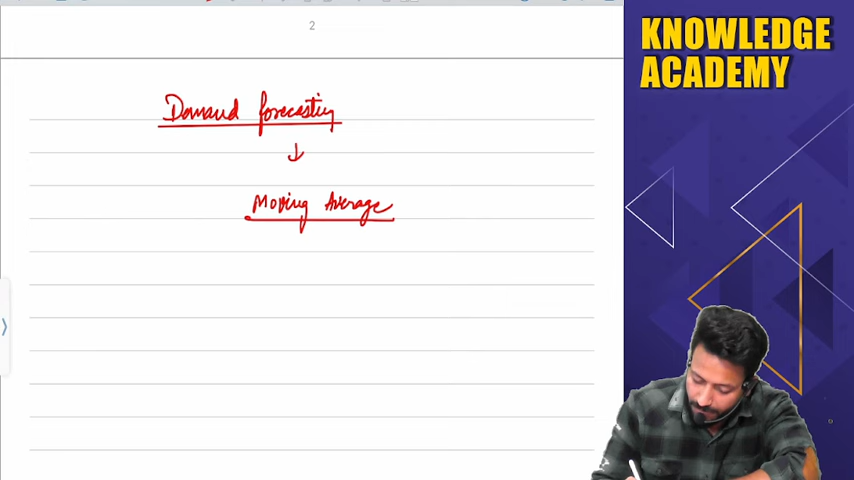 2
KNOWLEDGE
ACADEMY
Demand forecasting
↓
Moving Average